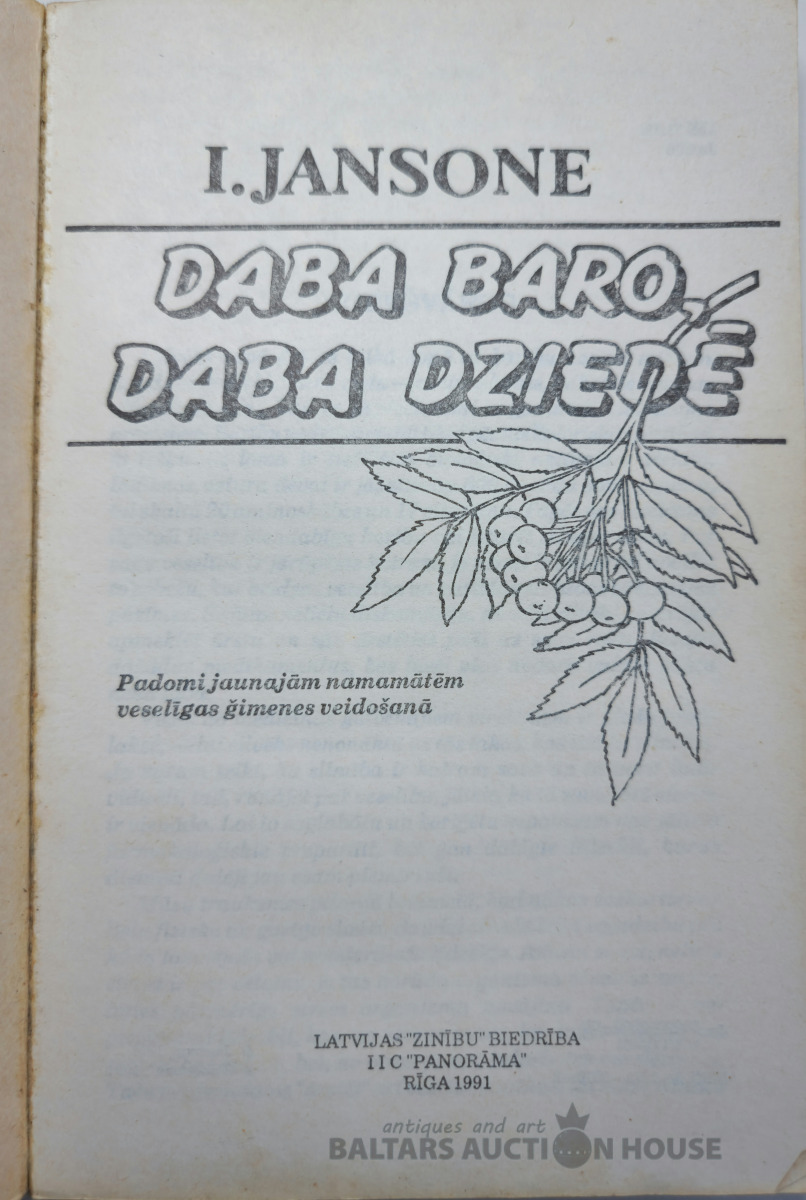 I. JANSONE
DABA BARO,
DABA DZIEDĒ
Padomi jaunajām namamātēm
veselīgas ģimenes veidošanā
LATVIJAS "ZINĪBU" BIEDRĪBA
IIC "PANORĀMA"
RĪGA 1991
antiques and art
BALTARS AUCTION HOUSE